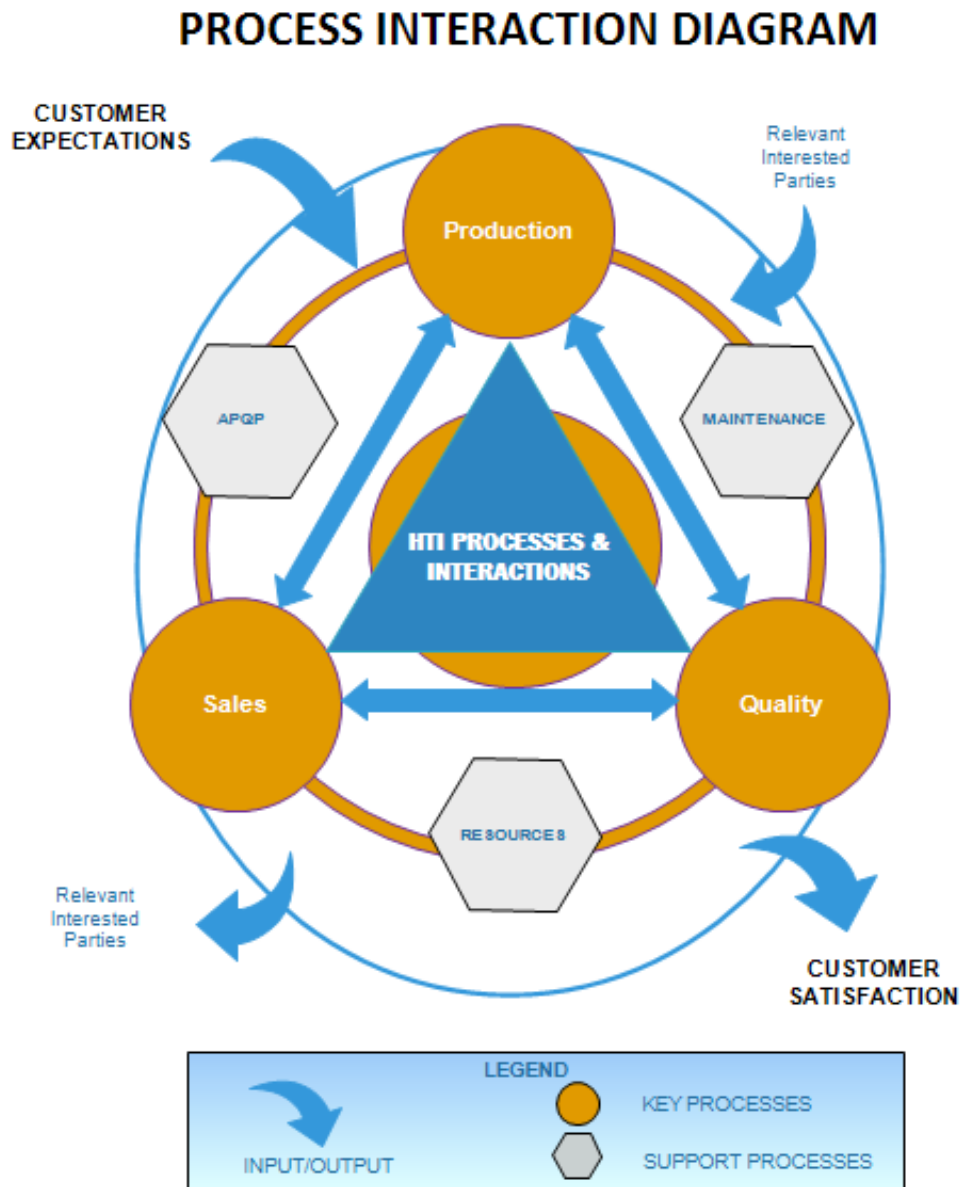 PROCESS INTERACTION DIAGRAM
CUSTOMER
EXPECTATIONS
Relevant
Interested
Parties
Production
APQP
MAINTENANCE
HTI PROCESSES &
INTERACTIONS
Sales
Quality
RESOURCES
Relevant
Interested
Parties
CUSTOMER
SATISFACTION
LEGEND
KEY PROCESSES
INPUT/OUTPUT
SUPPORT PROCESSES